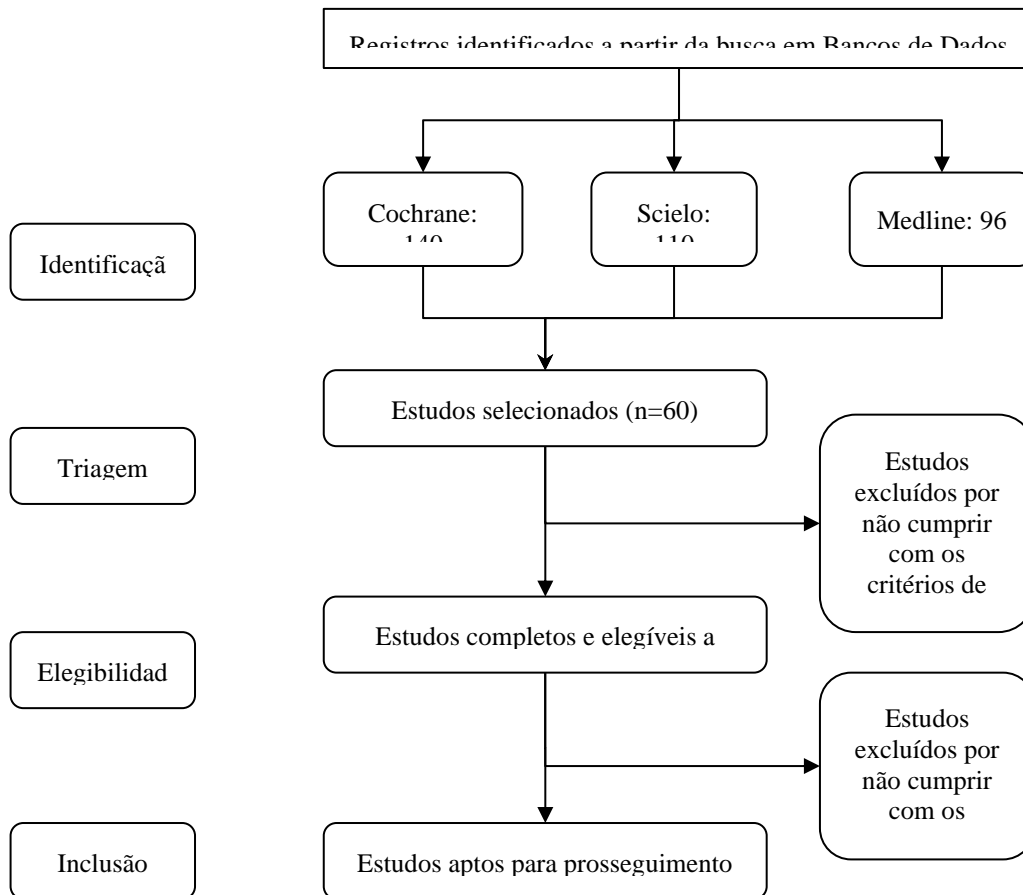 Registros identificados a partir da busca em Bancos de Dados
Cochrane:
140
Scielo:
110
Medline: 96
Identificaçã
Estudos selecionados (n=60)
Triagem
Estudos
excluídos por
não cumprir
com os
critérios de
Estudos completos e elegíveis a
Elegibilidad
Estudos
excluídos por
não cumprir
com os
Inclusão
Estudos aptos para prosseguimento